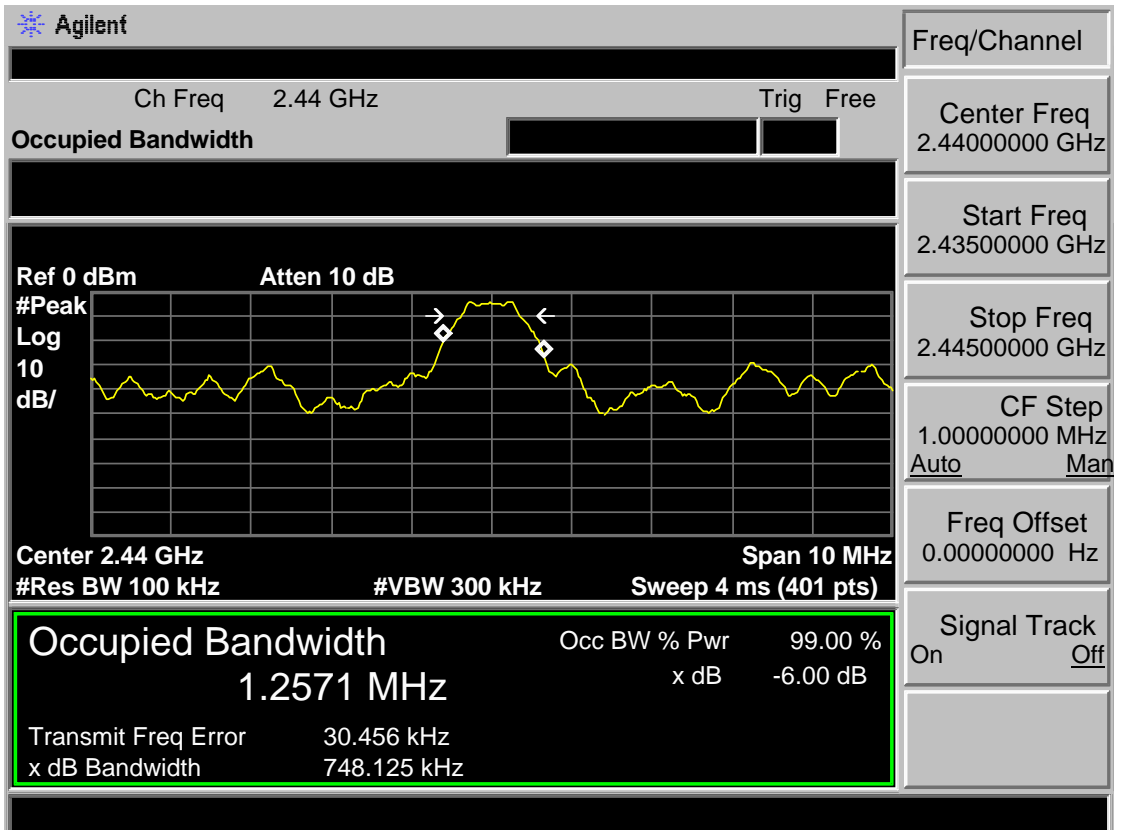 Agilent
Ch Freq 2.44 GHz Trig Free
Occupied Bandwidth
Ref 0 dBm Atten 10 dB
#Peak
Log
10
dB/
Center 2.44 GHz Span 10 MHz
#Res BW 100 kHz #VBW 300 kHz Sweep 4 ms (401 pts)
Occupied Bandwidth Occ BW % Pwr 99.00 %
1.2571 MHz x dB -6.00 dB
Transmit Freq Error 30.456 kHz
x dB Bandwidth 748.125 kHz
Freq/Channel
Center Freq
2.44000000 GHz
Start Freq
2.43500000 GHz
Stop Freq
2.44500000 GHz
CF Step
1.00000000 MHz
Auto Man
Freq Offset
0.00000000 Hz
Signal Track
On Off